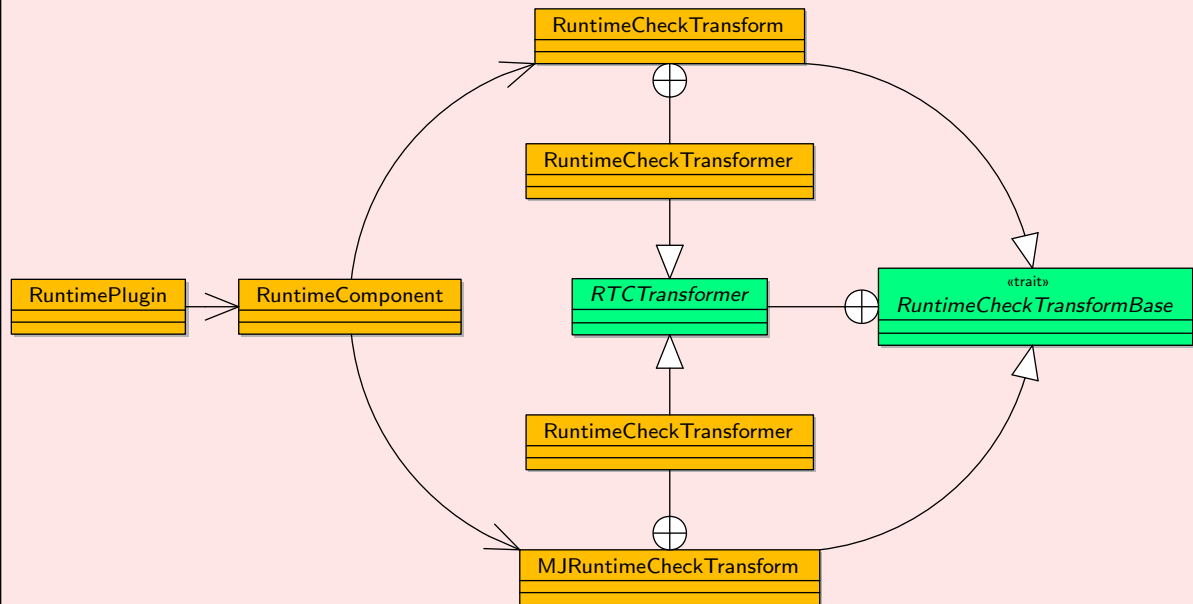 RuntimeCheckTransform
RuntimeCheckTransformer
RuntimePlugin
RuntimeComponent
RTCTransformer
«trait»
RuntimeCheckTransformBase
RuntimeCheckTransformer
MJRuntimeCheckTransform